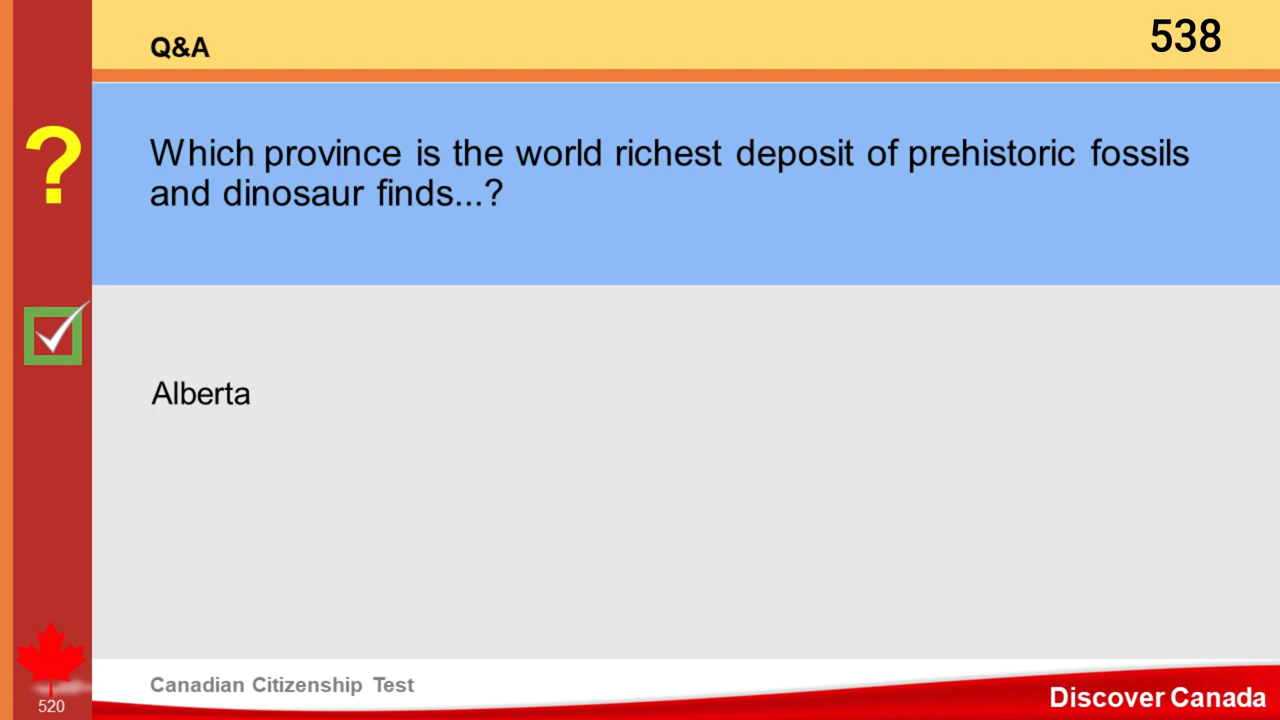 Q&A
538
?
Which province is the world richest deposit of prehistoric fossils
and dinosaur finds...?
Alberta
Canadian Citizenship Test
520
Discover Canada